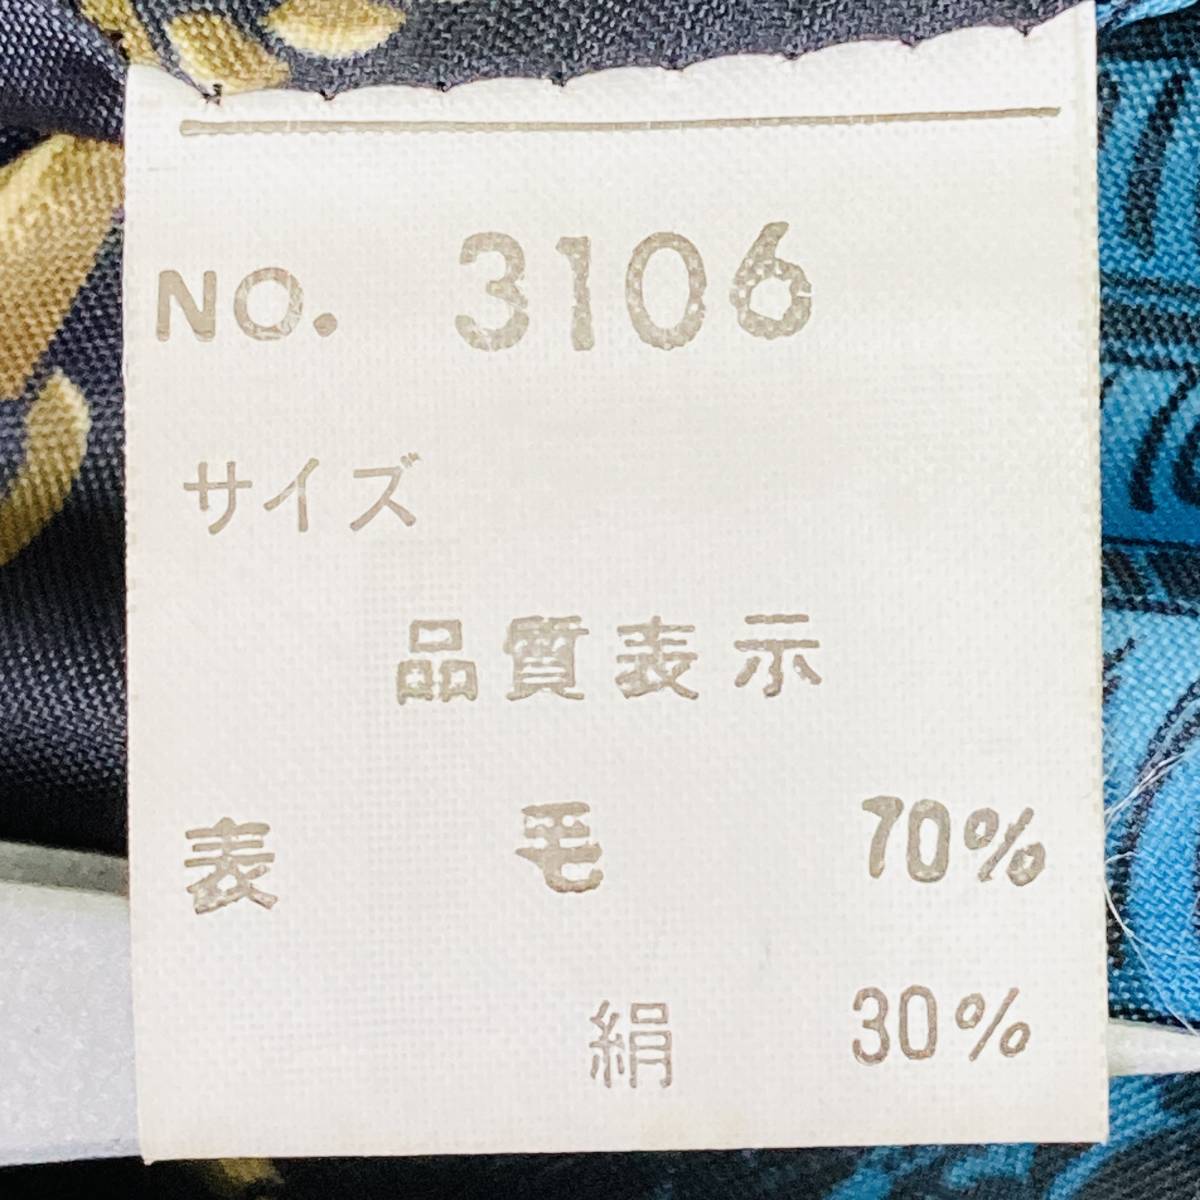 NO. 3106
サイズ
品質表示
表 毛 70%
絹 30%